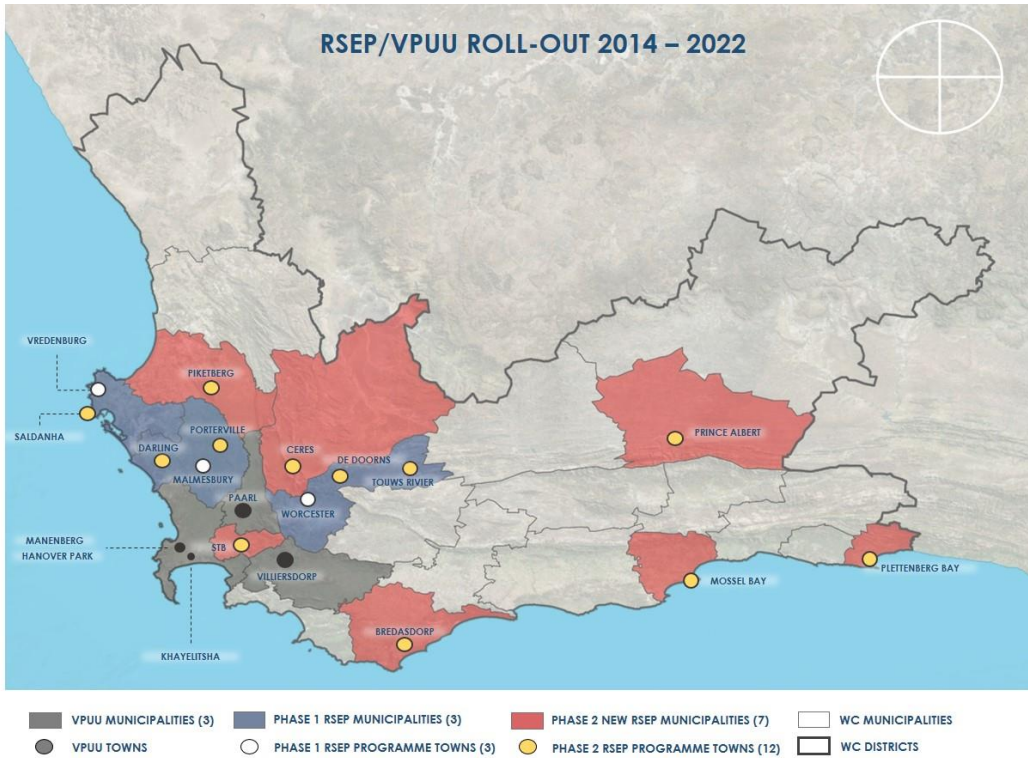 RSEP/VPUU ROLL-OUT 2014 – 2022
VREDENBURG
SALDANHA
PIKETBERG
PORTERVILLE
DARLING
MALMESBURY
CERES
DE DOORNS
TOUWS RIVIER
PAARL
WORCESTER
PRINCE ALBERT
MANENBERG
HANOVER PARK
STB
VILLIERSDORP
KHAYELITSHA
BREDASDORP
MOSSEL BAY
PLETTENBERG BAY
VPUU MUNICIPALITIES (3)
PHASE 1 RSEP MUNICIPALITIES (3)
PHASE 2 NEW RSEP MUNICIPALITIES (7)
WC MUNICIPALITIES
VPUU TOWNS
PHASE 1 RSEP PROGRAMME TOWNS (3)
PHASE 2 RSEP PROGRAMME TOWNS (12)
WC DISTRICTS